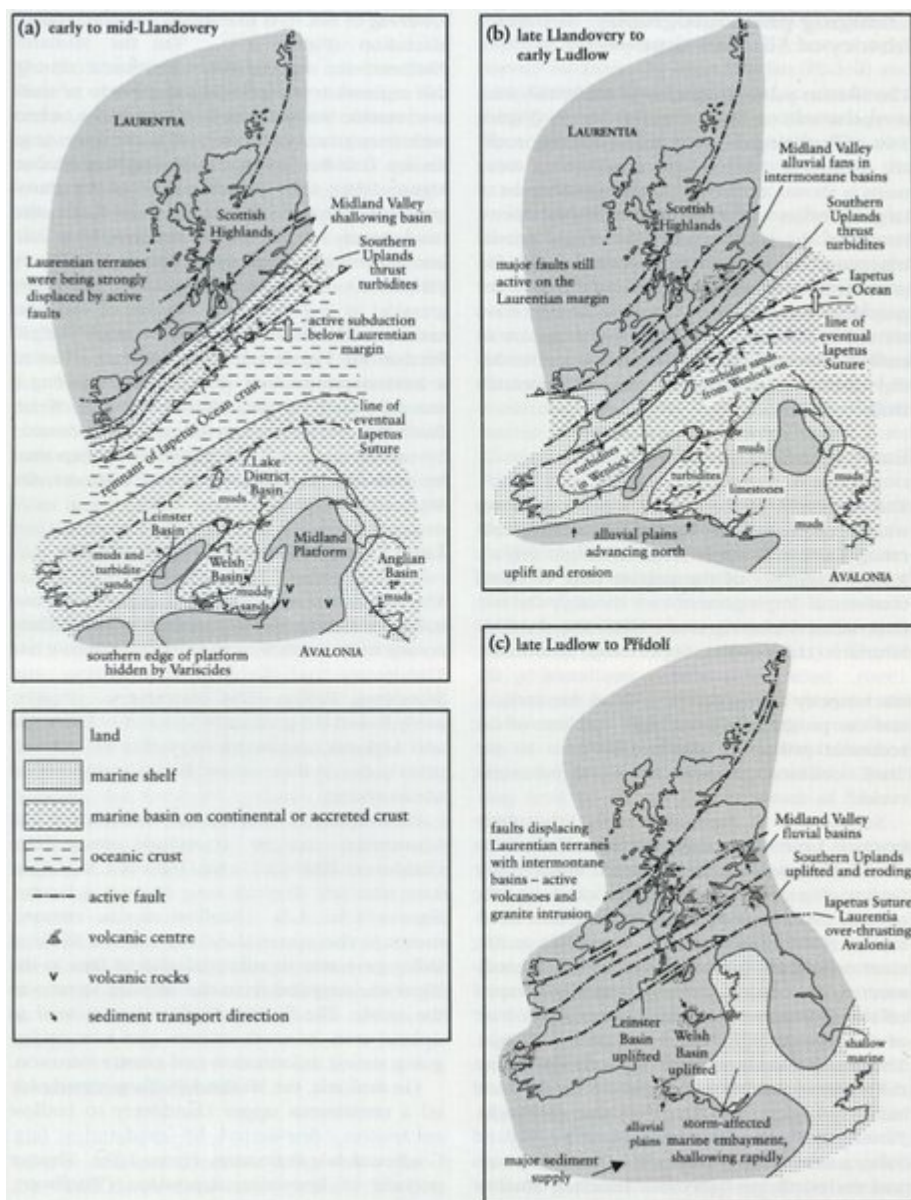 (a) early to mid-Llandovery
LAURENTIA
Scottish
Highlands
Midland Valley
shallowing basin
Southern
Uplands
thrust
turbidites
Laurentian terranes
were being strongly
displaced by active
faults
active subduction
below Laurentian
margin
remnant of Iapetus Ocean crust
line of
eventual
Iapetus
Suture
Lake
District
Basin
muds
Leinster
Basin
muds and
turbidite
sands
Welsh
Basin
muddy
sands
Midland
Platform
Anglian
Basin
muds
southern edge of platform
hidden by Variscides
AVALONIA
land
marine shelf
marine basin on continental or accreted crust
oceanic crust
active fault
volcanic centre
volcanic rocks
sediment transport direction
(b) late Llandovery to
early Ludlow
LAURENTIA
Midland Valley
alluvial fans in
intermontane basins
Scottish
Highlands
Southern
Uplands
thrust
turbidites
major faults still
active on the
Laurentian margin
Iapetus
Ocean
line of
eventual
Iapetus
Suture
turbidite sands
from Wenlock on
turbidites
in Wenlock
turbidites
muds
limestones
muds
muds
alluvial plains
advancing north
uplift and erosion
AVALONIA
(c) late Ludlow to Přídolí
faults displacing
Laurentian terranes
with intermontane
basins – active
volcanoes and
granite intrusion
Midland Valley
fluvial basins
Southern Uplands
uplifted and eroding
Iapetus Suture
Laurentia
over-thrusting
Avalonia
Leinster
Basin
uplifted
Welsh
Basin
uplifted
shallow
marine
alluvial
plains
storm-affected
marine embayment,
shallowing rapidly
major sediment
supply